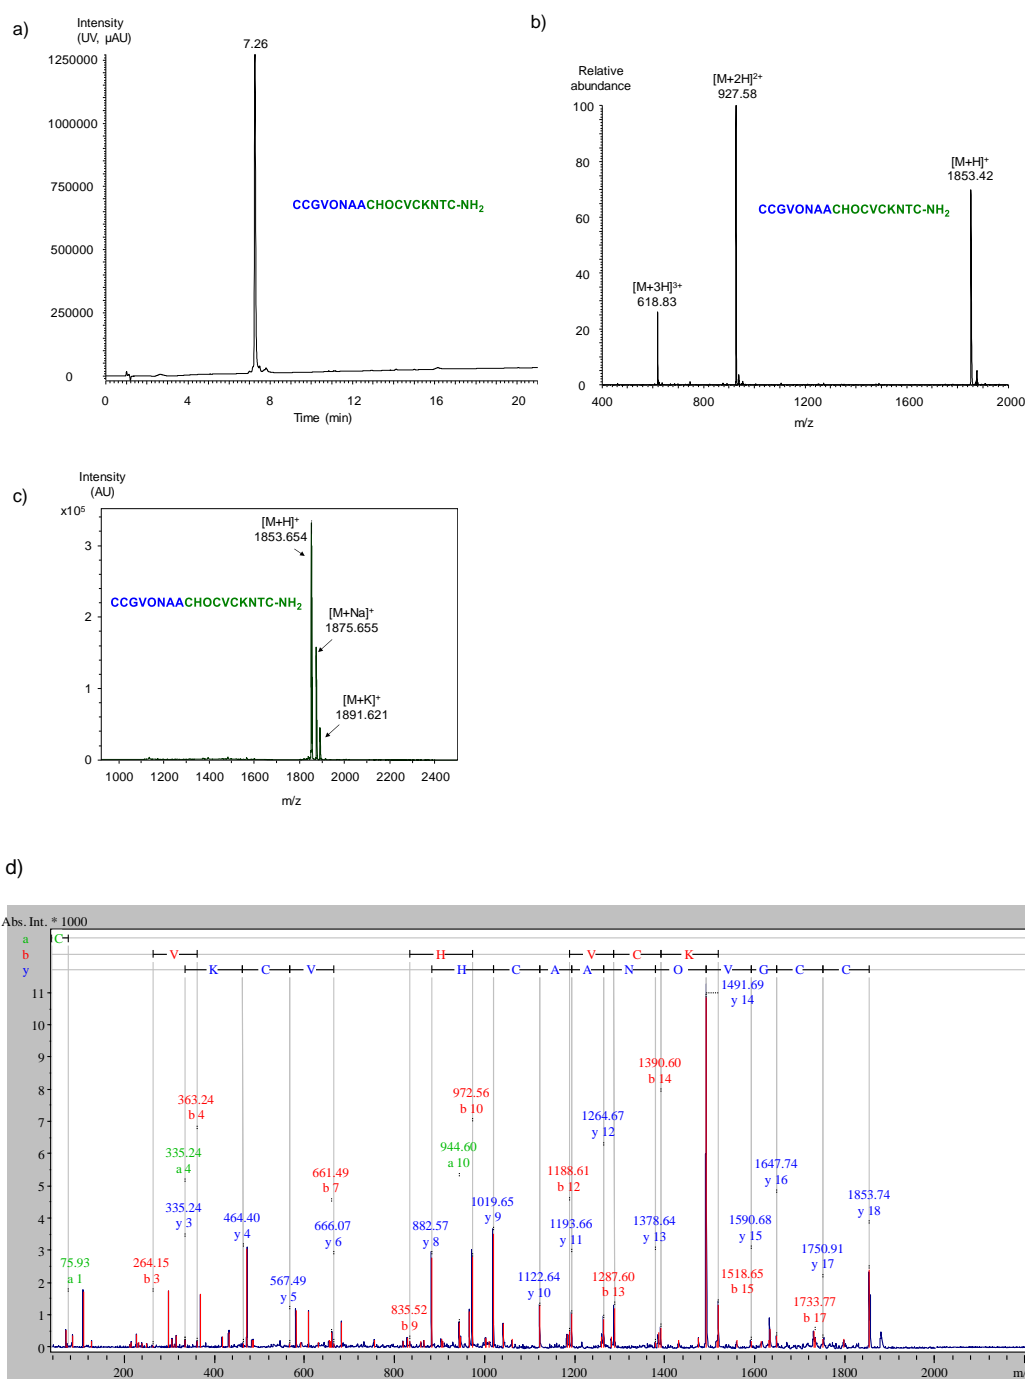 a)
Intensity
(UV, µAU)
7.26
1250000
1000000
750000
500000
250000
0
CCGVONAACHOCVCKNTC-NH2
0 4 8 12 16 20
Time (min)
b)
Relative
abundance
[M+2H]2+
927.58
100
80
60
40
20
0
[M+H]+
1853.42
CCGVONAACHOCVCKNTC-NH2
[M+3H]3+
618.83
400 800 1200 1600 2000
m/z
c)
Intensity
(AU)
x10⁵
3
2
1
0
[M+H]+
1853.654
CCGVONAACHOCVCKNTC-NH2
[M+Na]+
1875.655
[M+K]+
1891.621
1000 1200 1400 1600 1800 2000 2200 2400
m/z
d)
Abs. Int. * 1000
a C
b V H V C K
y K C V H C A A N O V G C C
11
10
9
8
7
6
5
4
3
2
1
0
1491.69
y 14
1390.60
b 14
363.24
b 4
972.56
b 10
1264.67
y 12
335.24
a 4
944.60
a 10
661.49
b 7
1188.61
b 12
1647.74
y 16
335.24
y 3
464.40
y 4
666.07
y 6
882.57
y 8
1019.65
y 9
1193.66
y 11
1378.64
y 13
1590.68
y 15
1853.74
y 18
75.93
a 1
264.15
b 3
567.49
y 5
835.52
b 9
1122.64
y 10
1287.60
b 13
1518.65
b 15
1750.91
y 17
1733.77
b 17
200 400 600 800 1000 1200 1400 1600 1800 2000